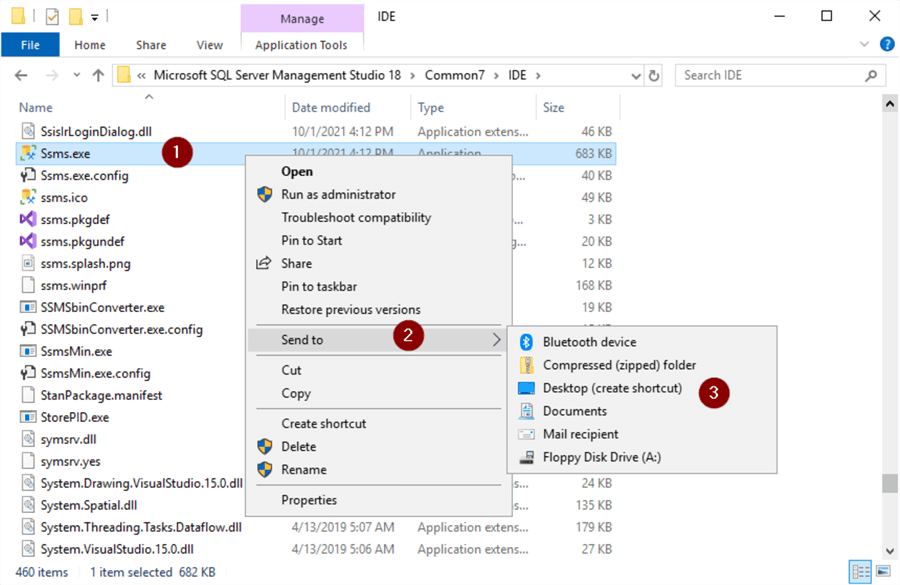 Manage IDE
File Home Share View Application Tools
« Microsoft SQL Server Management Studio 18 > Common7 > IDE > Search IDE
Name Date modified Type Size
SsisIrLoginDialog.dll 10/1/2021 4:12 PM Application extens... 46 KB
Ssms.exe 1 10/1/2021 4:12 PM Application 683 KB
Ssms.exe.config 40 KB
ssms.ico 49 KB
ssms.pkgdef 3 KB
ssms.pkgundef 20 KB
ssms.splash.png 12 KB
ssms.winprf 168 KB
SSMSbinConverter.exe 19 KB
SSMSbinConverter.exe.config
SsmsMin.exe
SsmsMin.exe.config
StanPackage.manifest
StorePID.exe
symsrv.dll
symsrv.yes
System.Drawing.VisualStudio.15.0.dll 24 KB
System.Spatial.dll 135 KB
System.Threading.Tasks.Dataflow.dll 4/13/2019 5:07 AM Application extens... 179 KB
System.VisualStudio.15.0.dll 4/13/2019 5:06 AM Application extens... 27 KB
Open
Run as administrator
Troubleshoot compatibility
Pin to Start
Share
Pin to taskbar
Restore previous versions
Send to 2
Cut
Copy
Create shortcut
Delete
Rename
Properties
Bluetooth device
Compressed (zipped) folder
Desktop (create shortcut) 3
Documents
Mail recipient
Floppy Disk Drive (A:)
460 items 1 item selected 682 KB